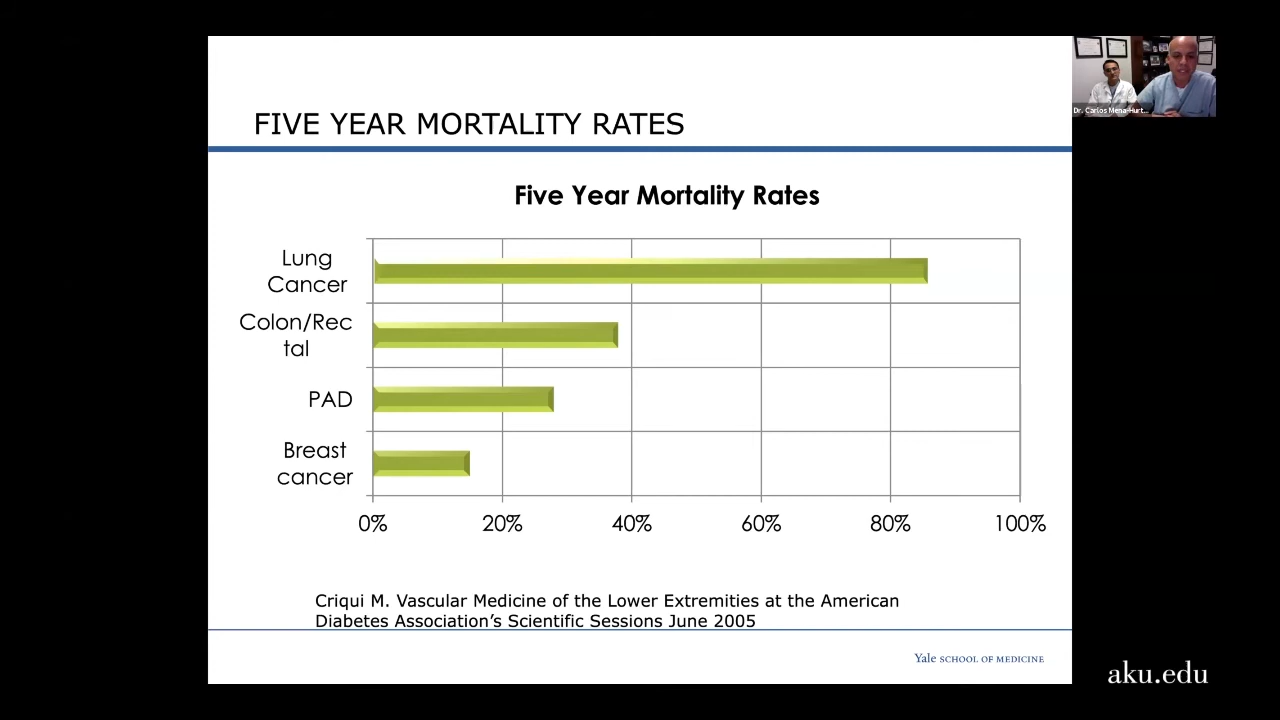 FIVE YEAR MORTALITY RATES
Dr. Carlos Mena-Hurt...
Five Year Mortality Rates
Lung
Cancer
Colon/Rec
tal
PAD
Breast
cancer
0% 20% 40% 60% 80% 100%
Criqui M. Vascular Medicine of the Lower Extremities at the American
Diabetes Association’s Scientific Sessions June 2005
Yale SCHOOL OF MEDICINE
aku.edu